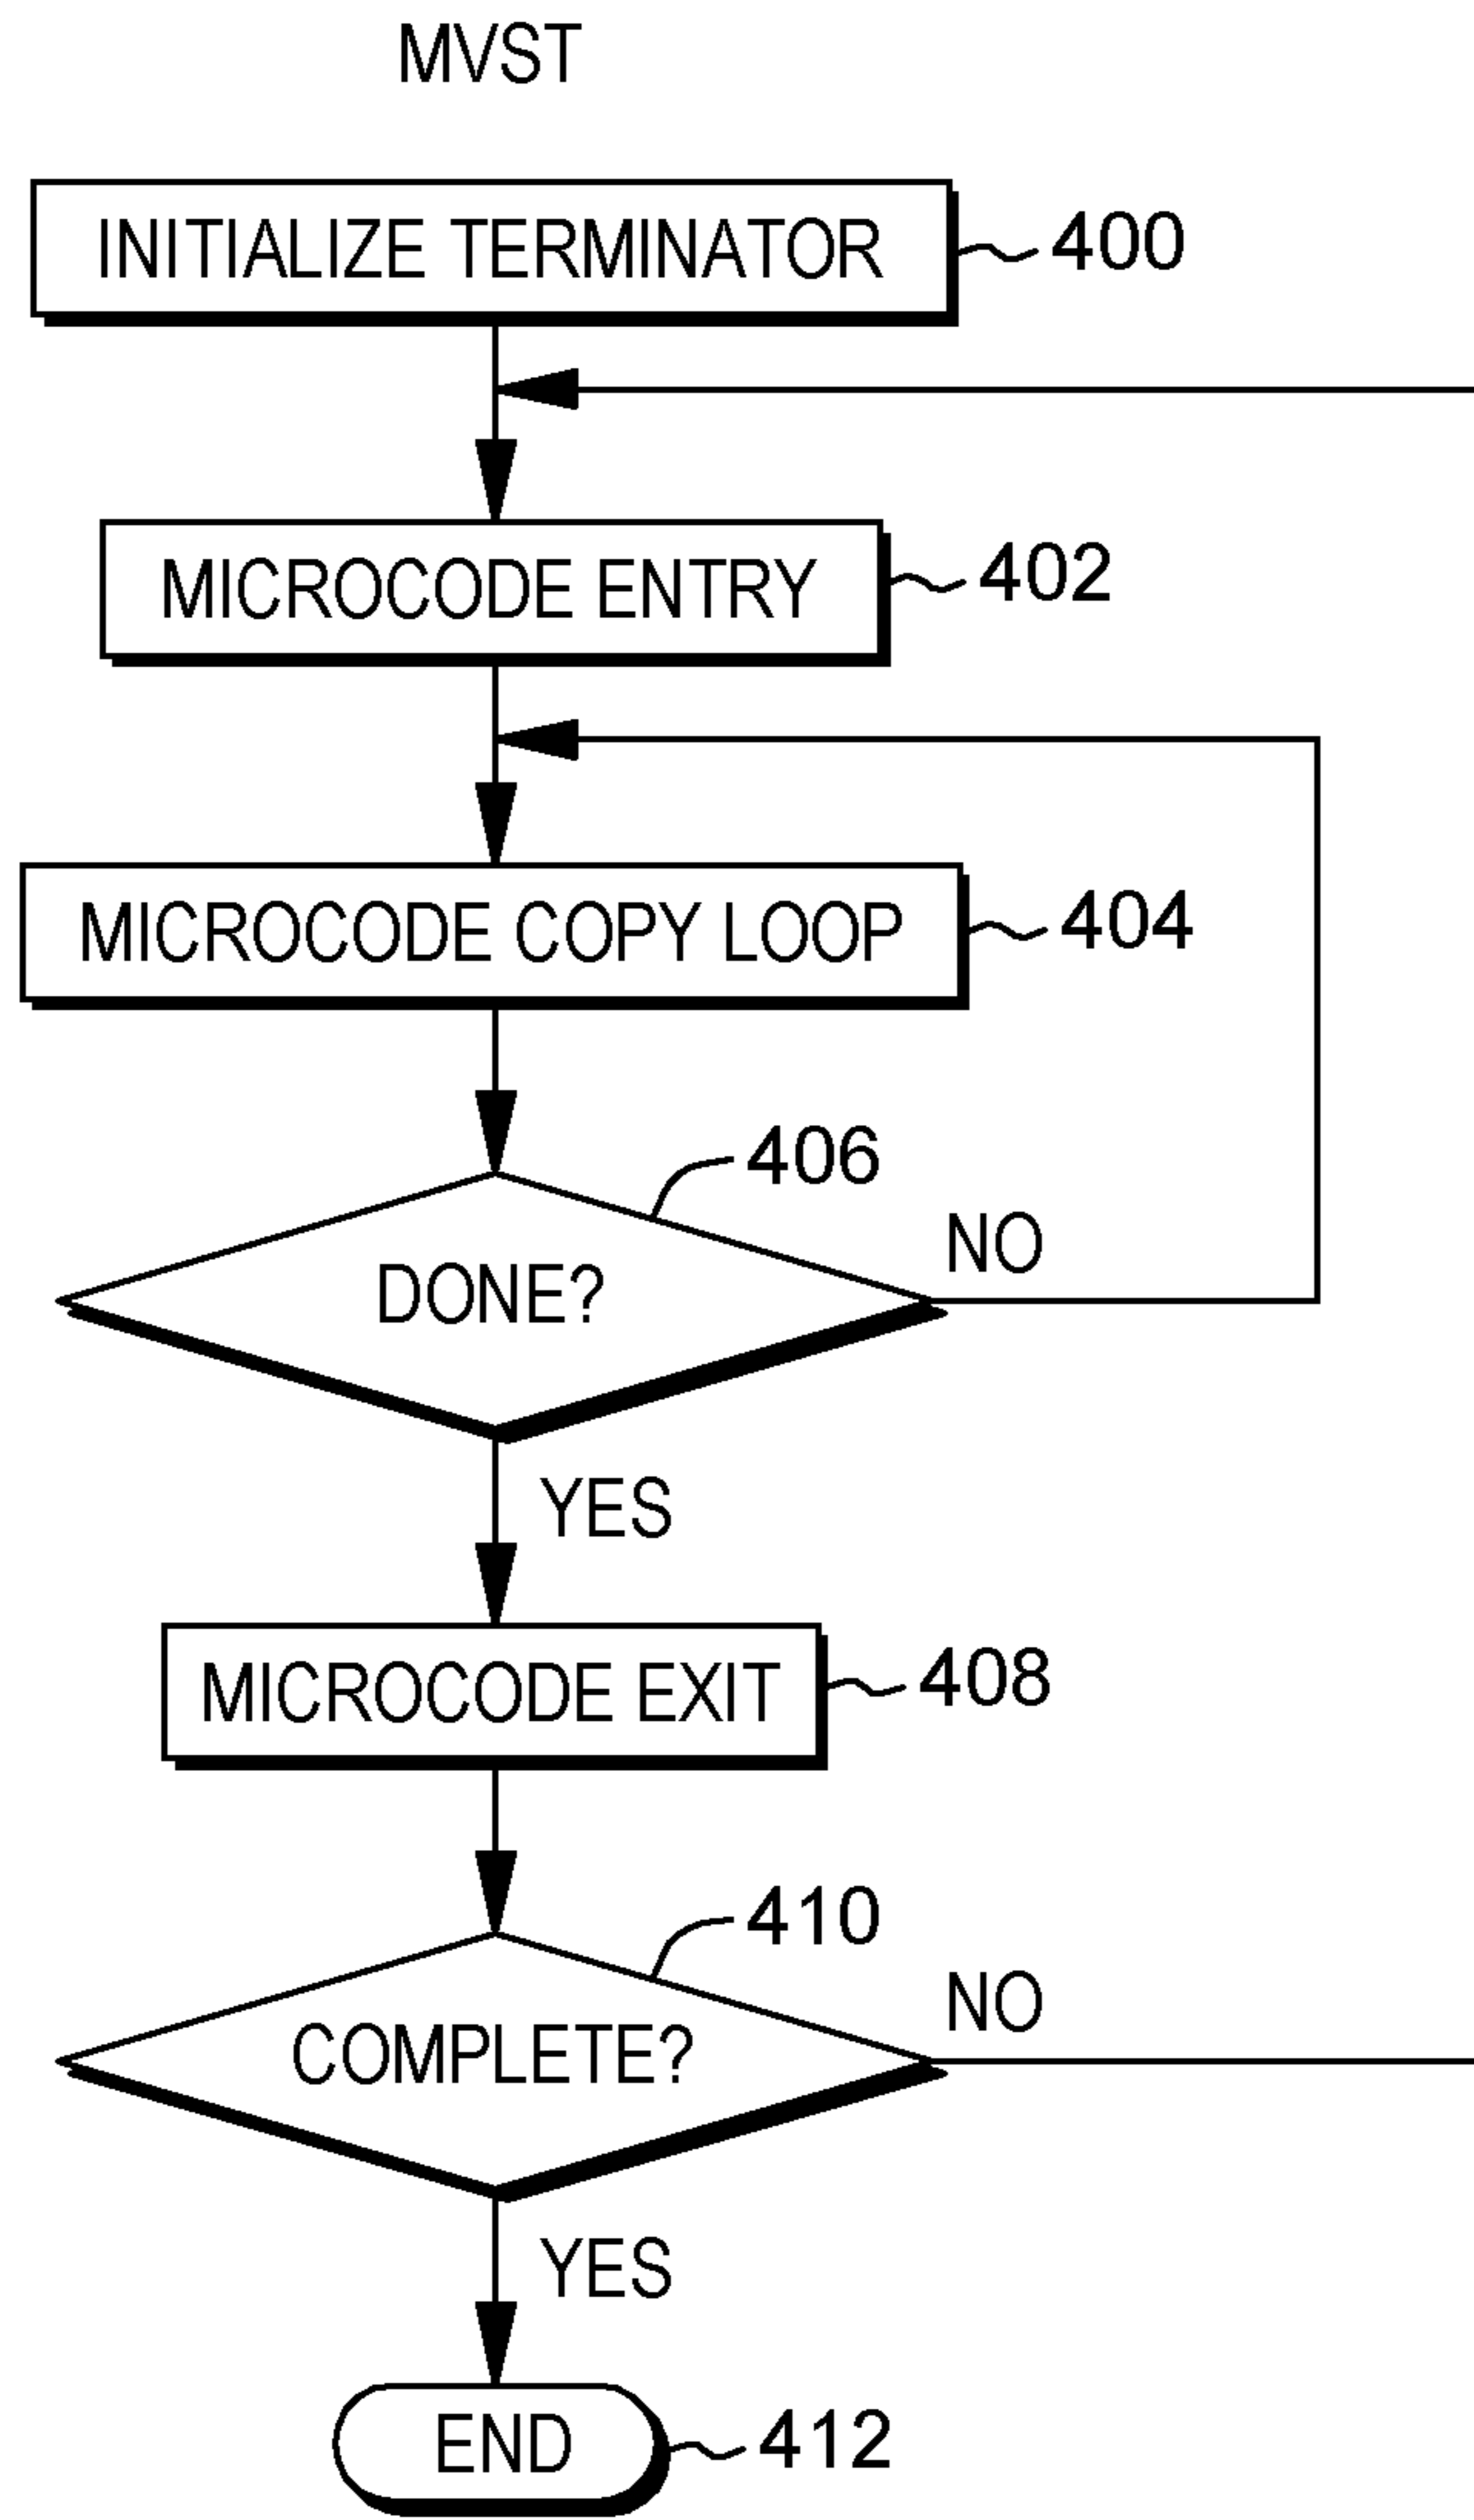 MVST
INITIALIZE TERMINATOR 400
MICROCODE ENTRY 402
MICROCODE COPY LOOP 404
406
DONE?
NO
YES
MICROCODE EXIT 408
410
COMPLETE?
NO
YES
END 412